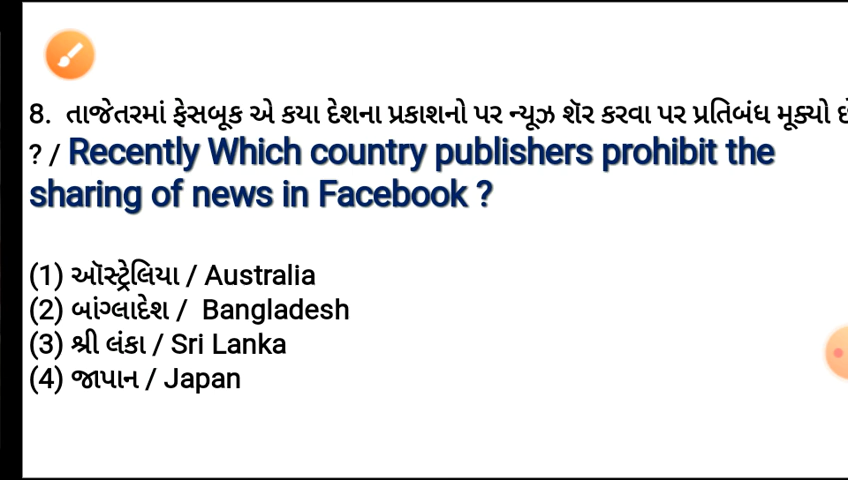 8. તાજેતરમાં ફેસબૂક એ કયા દેશના પ્રકાશનો પર ન્યૂઝ શૅર કરવા પર પ્રતિબંધ મૂક્યો
? / Recently Which country publishers prohibit the
sharing of news in Facebook ?
(1) ઑસ્ટ્રેલિયા / Australia
(2) બાંગ્લાદેશ / Bangladesh
(3) શ્રી લંકા / Sri Lanka
(4) જાપાન / Japan